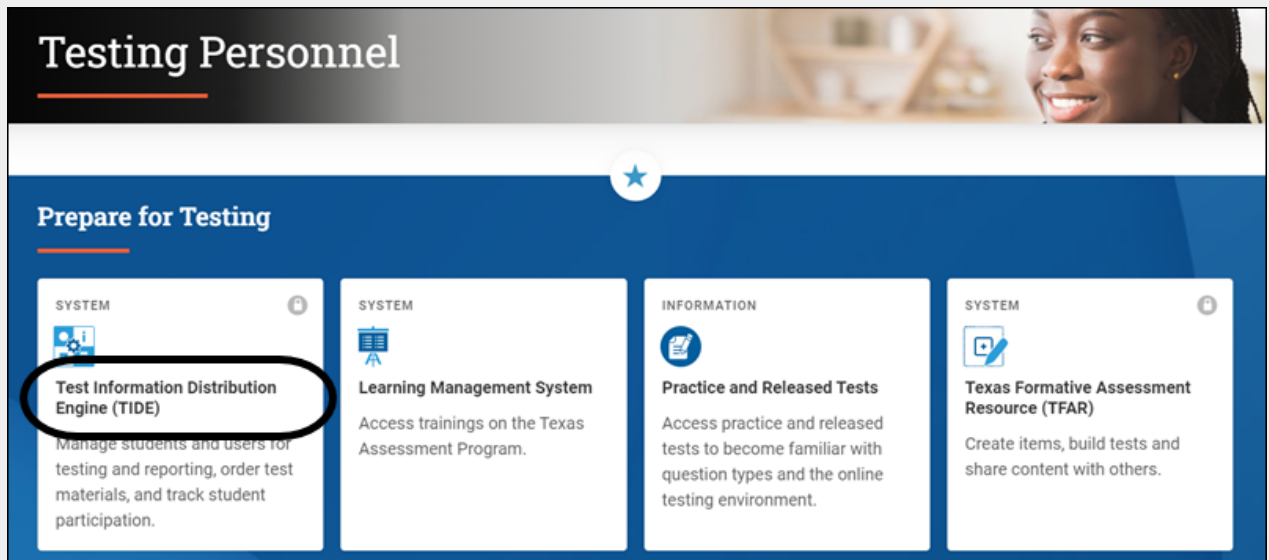 Testing Personnel
Prepare for Testing
SYSTEM
Test Information Distribution
Engine (TIDE)
Manage students and users for
testing and reporting, order test
materials, and track student
participation.
SYSTEM
Learning Management System
Access trainings on the Texas
Assessment Program.
INFORMATION
Practice and Released Tests
Access practice and released
tests to become familiar with
question types and the online
testing environment.
SYSTEM
Texas Formative Assessment
Resource (TFAR)
Create items, build tests and
share content with others.